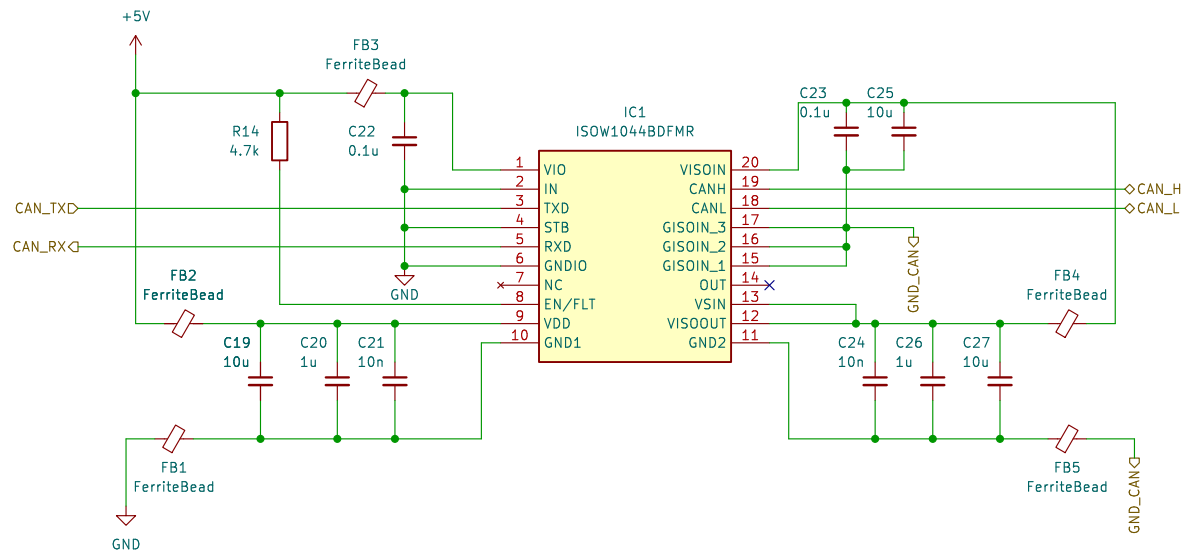 +5V
FB3
FerriteBead
R14
4.7k
C22
0.1u
IC1
ISOW1044BDFMR
C23
0.1u
C25
10u
1 VIO
2 IN
3 TXD
4 STB
5 RXD
6 GNDIO
7 NC
8 EN/FLT
9 VDD
10 GND1
VISOIN 20
CANH 19
CANL 18
GISOIN_3 17
GISOIN_2 16
GISOIN_1 15
OUT 14
VSIN 13
VISOOUT 12
GND2 11
CAN_TX
CAN_RX
CAN_H
CAN_L
GND
GND_CAN
FB2
FerriteBead
FB4
FerriteBead
C19
10u
C20
1u
C21
10n
C24
10n
C26
1u
C27
10u
FB1
FerriteBead
FB5
FerriteBead
GND
GND_CAN